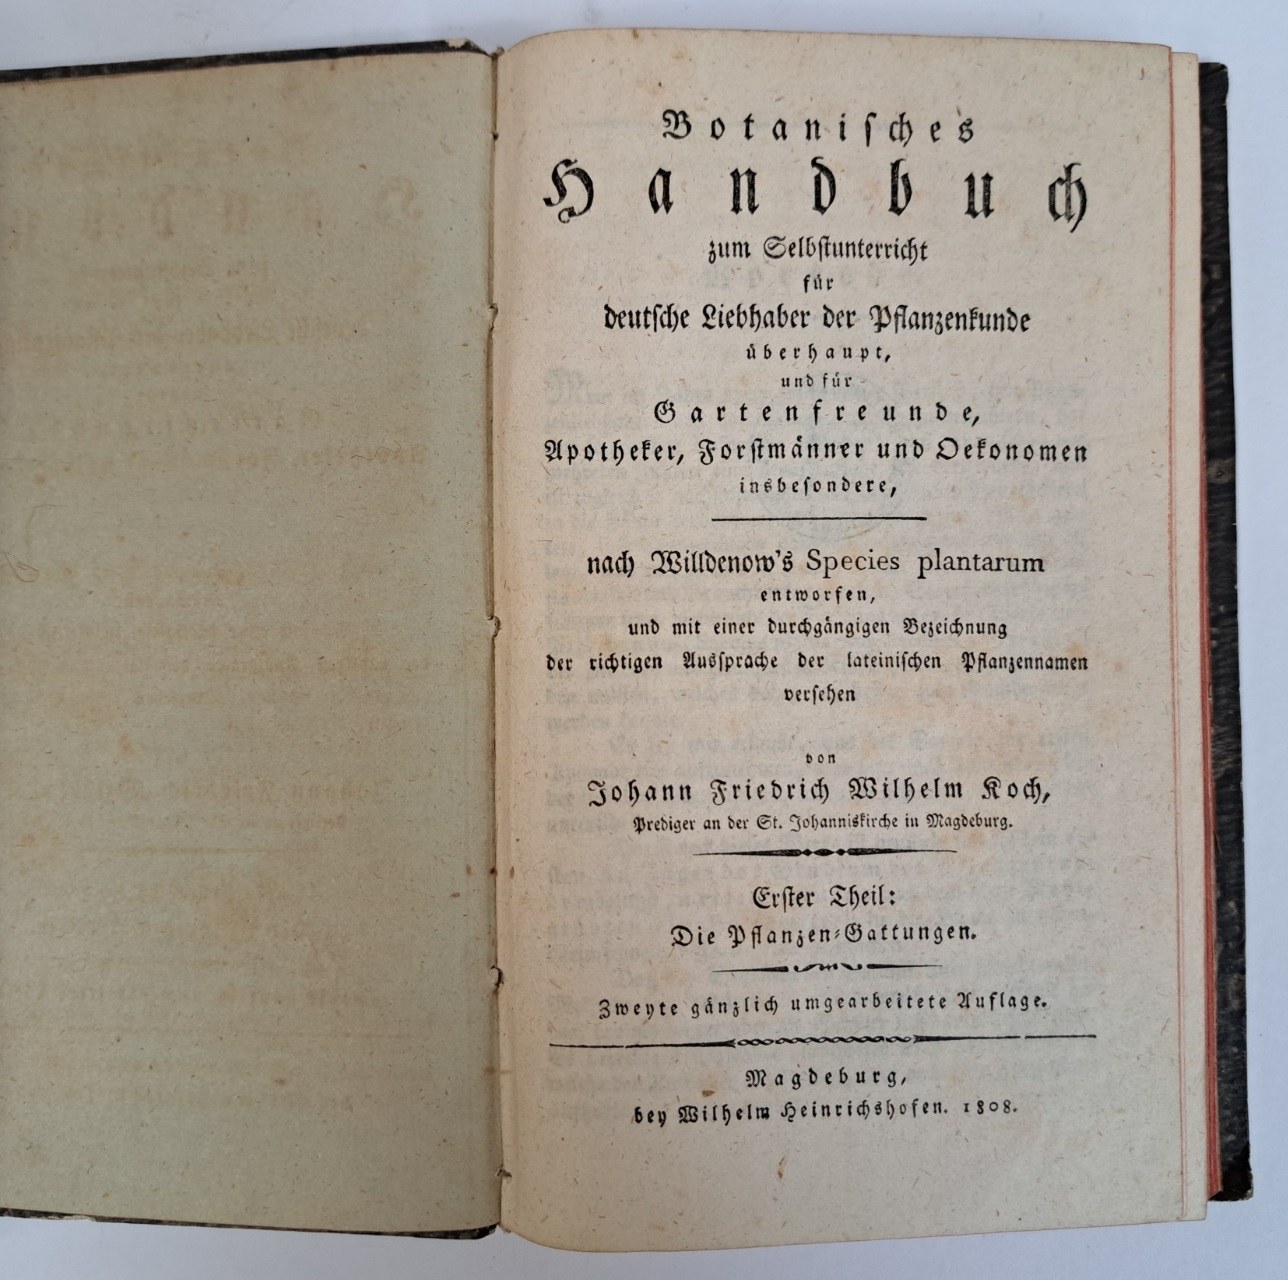 Botaniſches
Handbuch
zum Selbſtunterricht
für
deutſche Liebhaber der Pflanzenkunde
überhaupt,
und für
Gartenfreunde,
Apotheker, Forſtmänner und Oekonomen
insbeſondere,
nach Willdenow's Species plantarum
entworfen,
und mit einer durchgängigen Bezeichnung
der richtigen Ausſprache der lateiniſchen Pflanzennamen
verſehen
von
Johann Friedrich Wilhelm Koch,
Prediger an der St. Johanniskirche in Magdeburg.
Erſter Theil:
Die Pflanzen-Gattungen.
Zweyte gänzlich umgearbeitete Auflage.
Magdeburg,
bey Wilhelm Heinrichshofen. 1808.